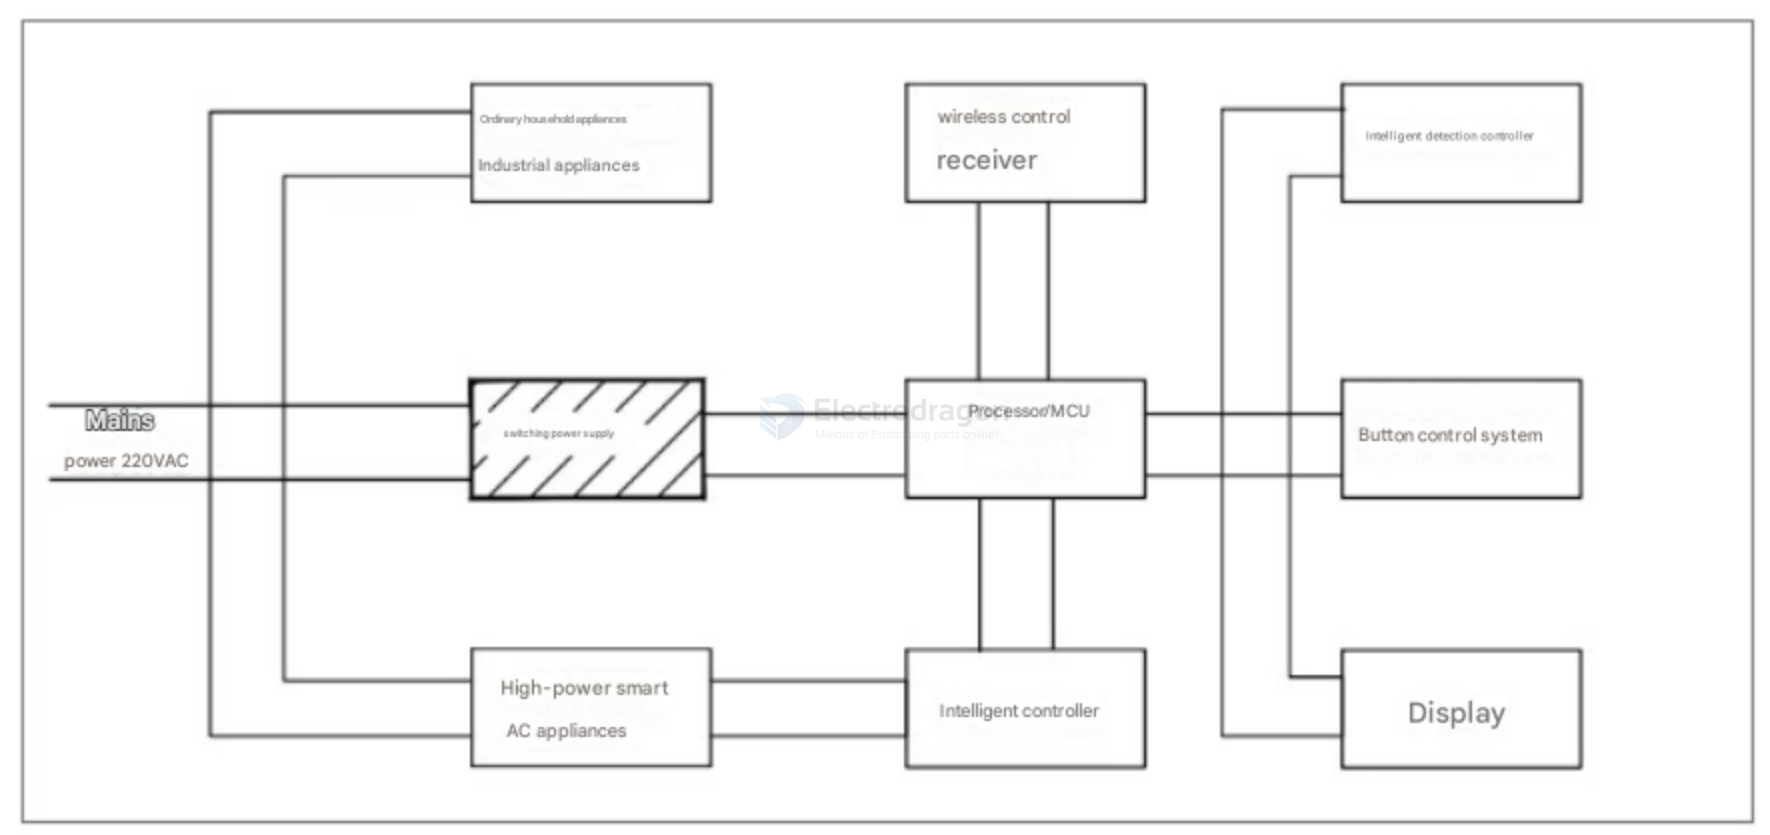 Ordinary household appliances
Industrial appliances
wireless control
receiver
Intelligent detection controller
Mains
power 220VAC
switching power supply
Electrodragon
Millions of Prototyping parts online!
Processor/MCU
Button control system
High-power smart
AC appliances
Intelligent controller
Display